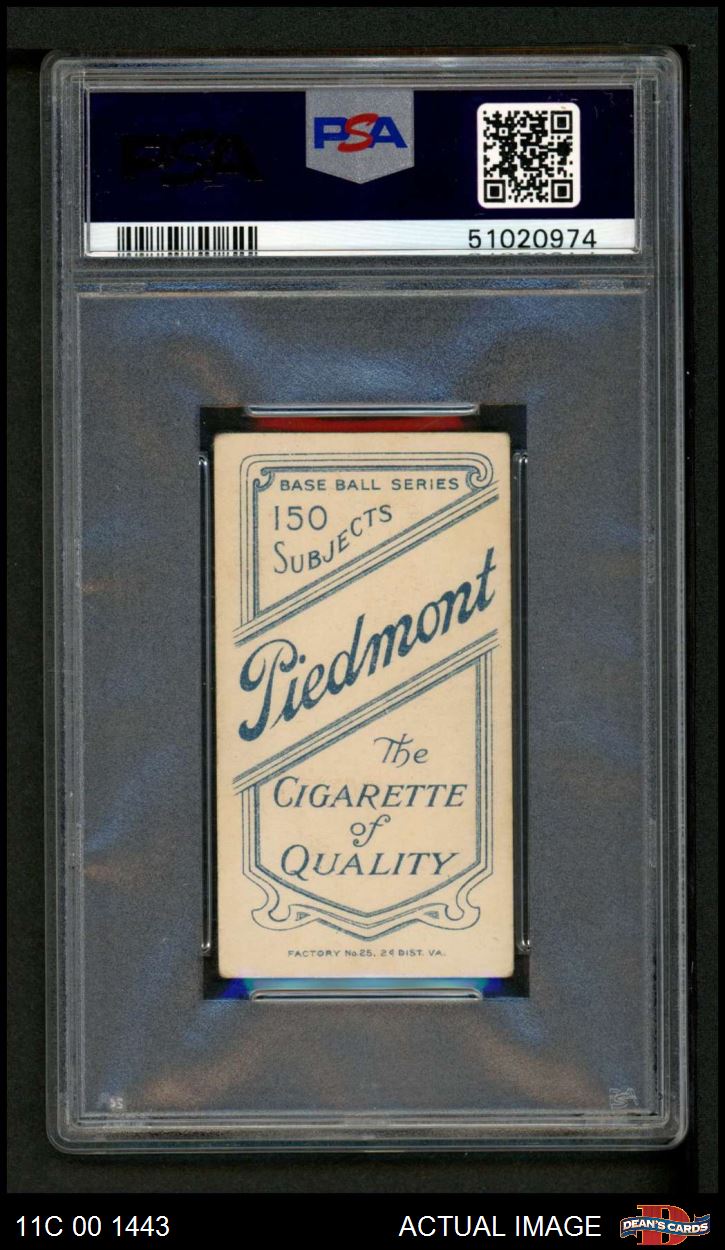 PSA
PSA
51020974
BASE BALL SERIES
150
SUBJECTS
Piedmont
The
CIGARETTE
of
QUALITY
FACTORY No. 25, 2d DIST. VA.
11C 00 1443
ACTUAL IMAGE
DEAN'S CARDS